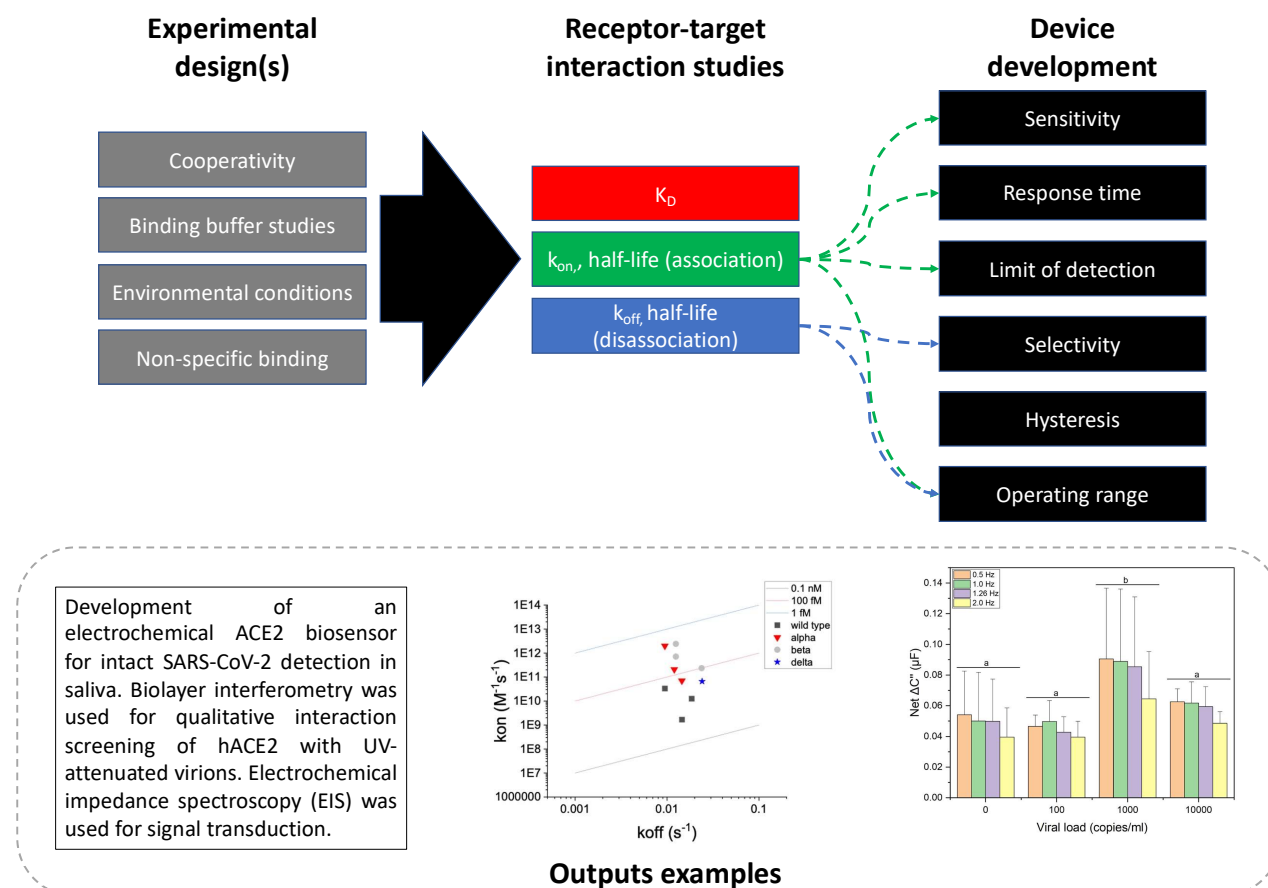 Experimental
design(s)
Receptor-target
interaction studies
Device
development
Cooperativity
Binding buffer studies
Environmental conditions
Non-specific binding
K_D
k_on,, half-life (association)
k_off, half-life
(disassociation)
Sensitivity
Response time
Limit of detection
Selectivity
Hysteresis
Operating range
Development of an
electrochemical ACE2 biosensor
for intact SARS-CoV-2 detection in
saliva. Biolayer interferometry was
used for qualitative interaction
screening of hACE2 with UV-
attenuated virions. Electrochemical
impedance spectroscopy (EIS) was
used for signal transduction.
kon (M⁻¹s⁻¹)
1E14
1E13
1E12
1E11
1E10
1E9
1E8
1E7
1000000
0.001
0.01
0.1
koff (s⁻¹)
0.1 nM
100 fM
1 fM
wild type
alpha
beta
delta
Net ΔC" (µF)
0.14
0.12
0.10
0.08
0.06
0.04
0.02
0.00
0.5 Hz
1.0 Hz
1.26 Hz
2.0 Hz
a
a
b
a
0
100
1000
10000
Viral load (copies/ml)
Outputs examples